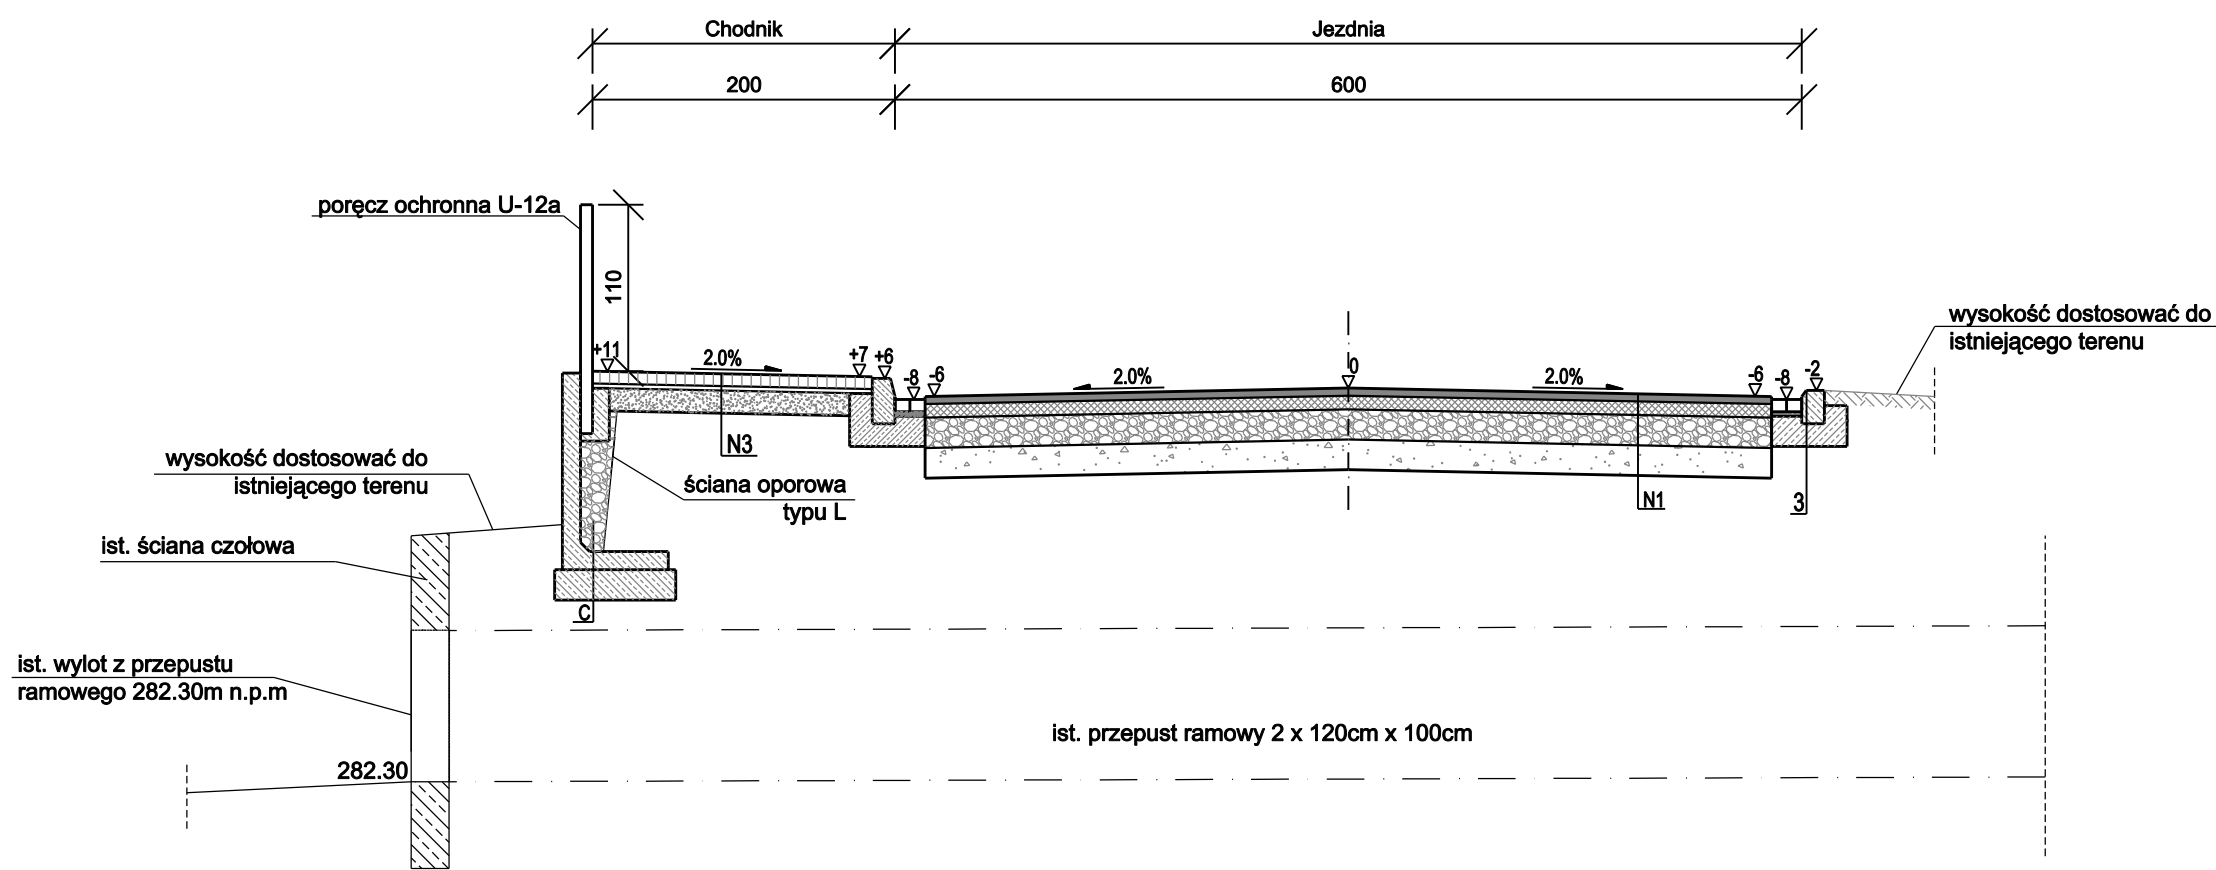 Chodnik
Jezdnia
200
600
poręcz ochronna U-12a
110
wysokość dostosować do
istniejącego terenu
+11
2.0%
+7
+6
-8
-6
2.0%
0
2.0%
-6
-8
-2
N3
wysokość dostosować do
istniejącego terenu
ściana oporowa
typu L
N1
3
ist. ściana czołowa
C
ist. wylot z przepustu
ramowego 282.30m n.p.m
ist. przepust ramowy 2 x 120cm x 100cm
282.30